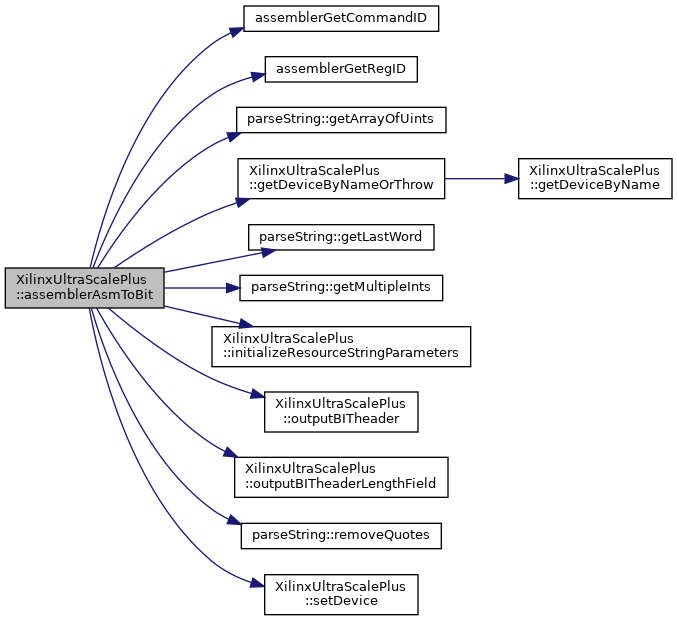 assemblerGetCommandID
assemblerGetRegID
parseString::getArrayOfUints
XilinxUltraScalePlus
::getDeviceByNameOrThrow
XilinxUltraScalePlus
::getDeviceByName
parseString::getLastWord
XilinxUltraScalePlus
::assemblerAsmToBit
parseString::getMultipleInts
XilinxUltraScalePlus
::initializeResourceStringParameters
XilinxUltraScalePlus
::outputBITheader
XilinxUltraScalePlus
::outputBITheaderLengthField
parseString::removeQuotes
XilinxUltraScalePlus
::setDevice